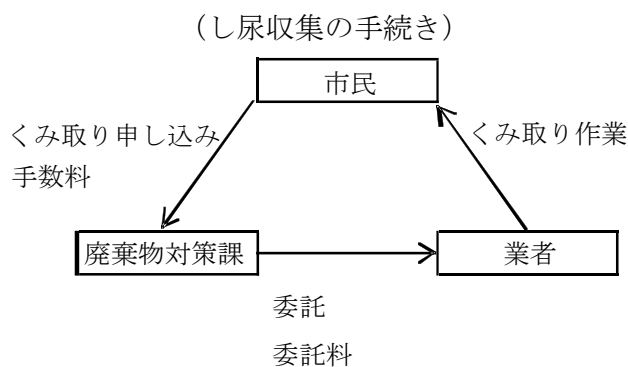 (し尿収集の手続き)
市民
くみ取り申し込み
手数料
くみ取り作業
廃棄物対策課
業者
委託
委託料